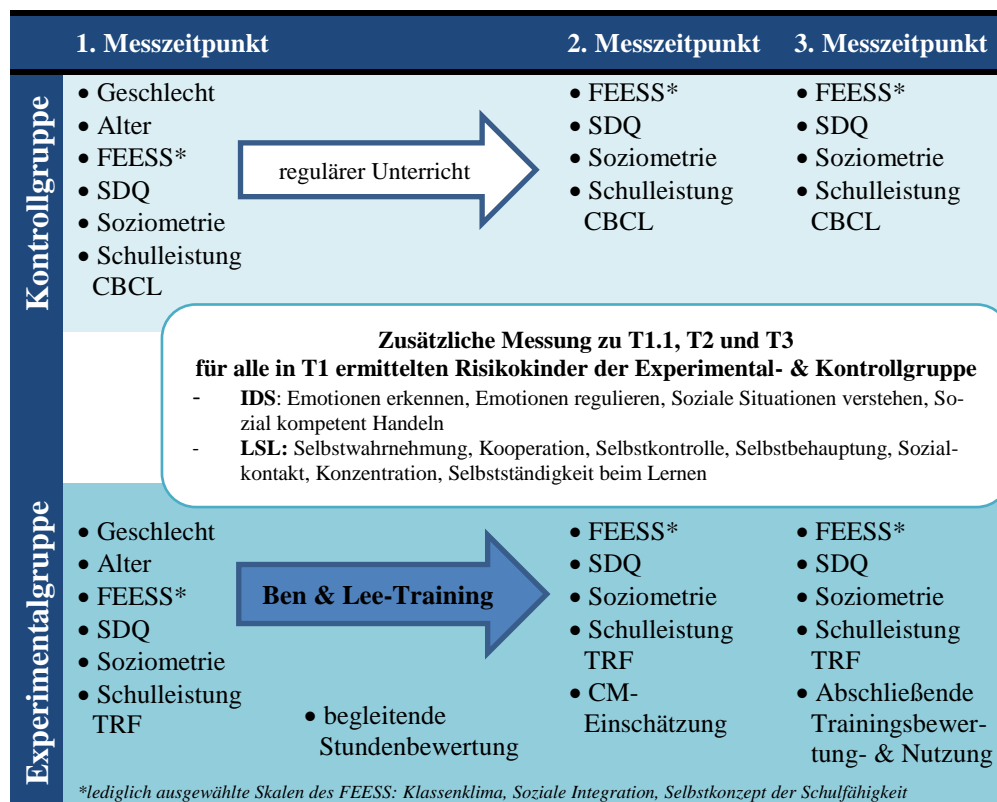 1. Messzeitpunkt
2. Messzeitpunkt
3. Messzeitpunkt
Kontrollgruppe
• Geschlecht
• Alter
• FEESS*
• SDQ
• Soziometrie
• Schulleistung
CBCL
regulärer Unterricht
• FEESS*
• SDQ
• Soziometrie
• Schulleistung
CBCL
• FEESS*
• SDQ
• Soziometrie
• Schulleistung
CBCL
Zusätzliche Messung zu T1.1, T2 und T3
für alle in T1 ermittelten Risikokinder der Experimental- & Kontrollgruppe
- IDS: Emotionen erkennen, Emotionen regulieren, Soziale Situationen verstehen, So-
zial kompetent Handeln
- LSL: Selbstwahrnehmung, Kooperation, Selbstkontrolle, Selbstbehauptung, Sozial-
kontakt, Konzentration, Selbstständigkeit beim Lernen
Experimentalgruppe
• Geschlecht
• Alter
• FEESS*
• SDQ
• Soziometrie
• Schulleistung
TRF
Ben & Lee-Training
• begleitende
Stundenbewertung
• FEESS*
• SDQ
• Soziometrie
• Schulleistung
TRF
• CM-
Einschätzung
• FEESS*
• SDQ
• Soziometrie
• Schulleistung
TRF
• Abschließende
Trainingsbewer-
tung- & Nutzung
*lediglich ausgewählte Skalen des FEESS: Klassenklima, Soziale Integration, Selbstkonzept der Schulfähigkeit